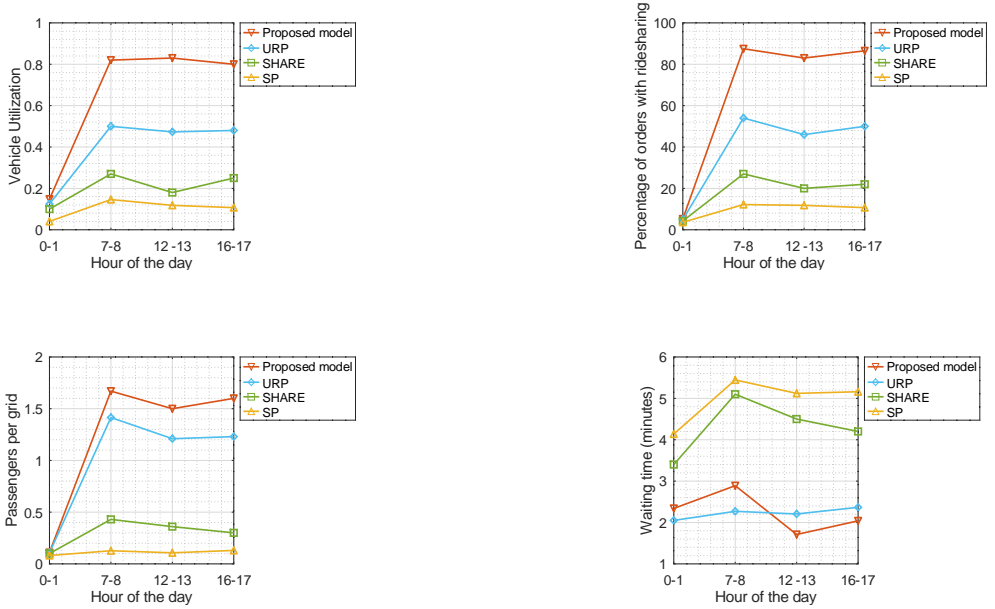 Vehicle Utilization
1
0.8
0.6
0.4
0.2
0
0-1
7-8
12 -13
16-17
Hour of the day
Proposed model
URP
SHARE
SP
Percentage of orders with ridesharing
100
80
60
40
20
0
0-1
7-8
12 -13
16-17
Hour of the day
Proposed model
URP
SHARE
SP
Passengers per grid
2
1.5
1
0.5
0
0-1
7-8
12 -13
16-17
Hour of the day
Proposed model
URP
SHARE
SP
Waiting time (minutes)
6
5
4
3
2
1
0-1
7-8
12 -13
16-17
Hour of the day
Proposed model
URP
SHARE
SP